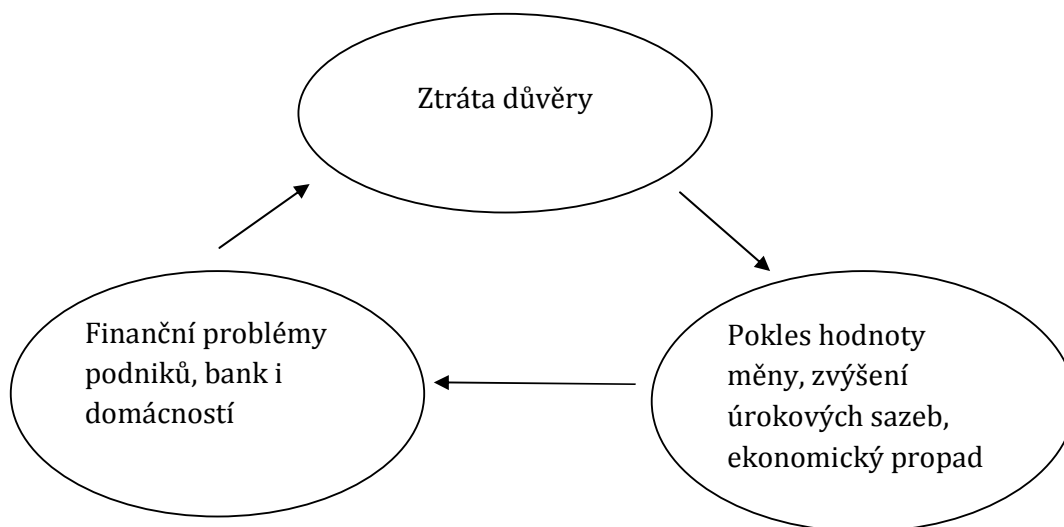 Ztráta důvěry
Finanční problémy
podniků, bank i
domácností
Pokles hodnoty
měny, zvýšení
úrokových sazeb,
ekonomický propad